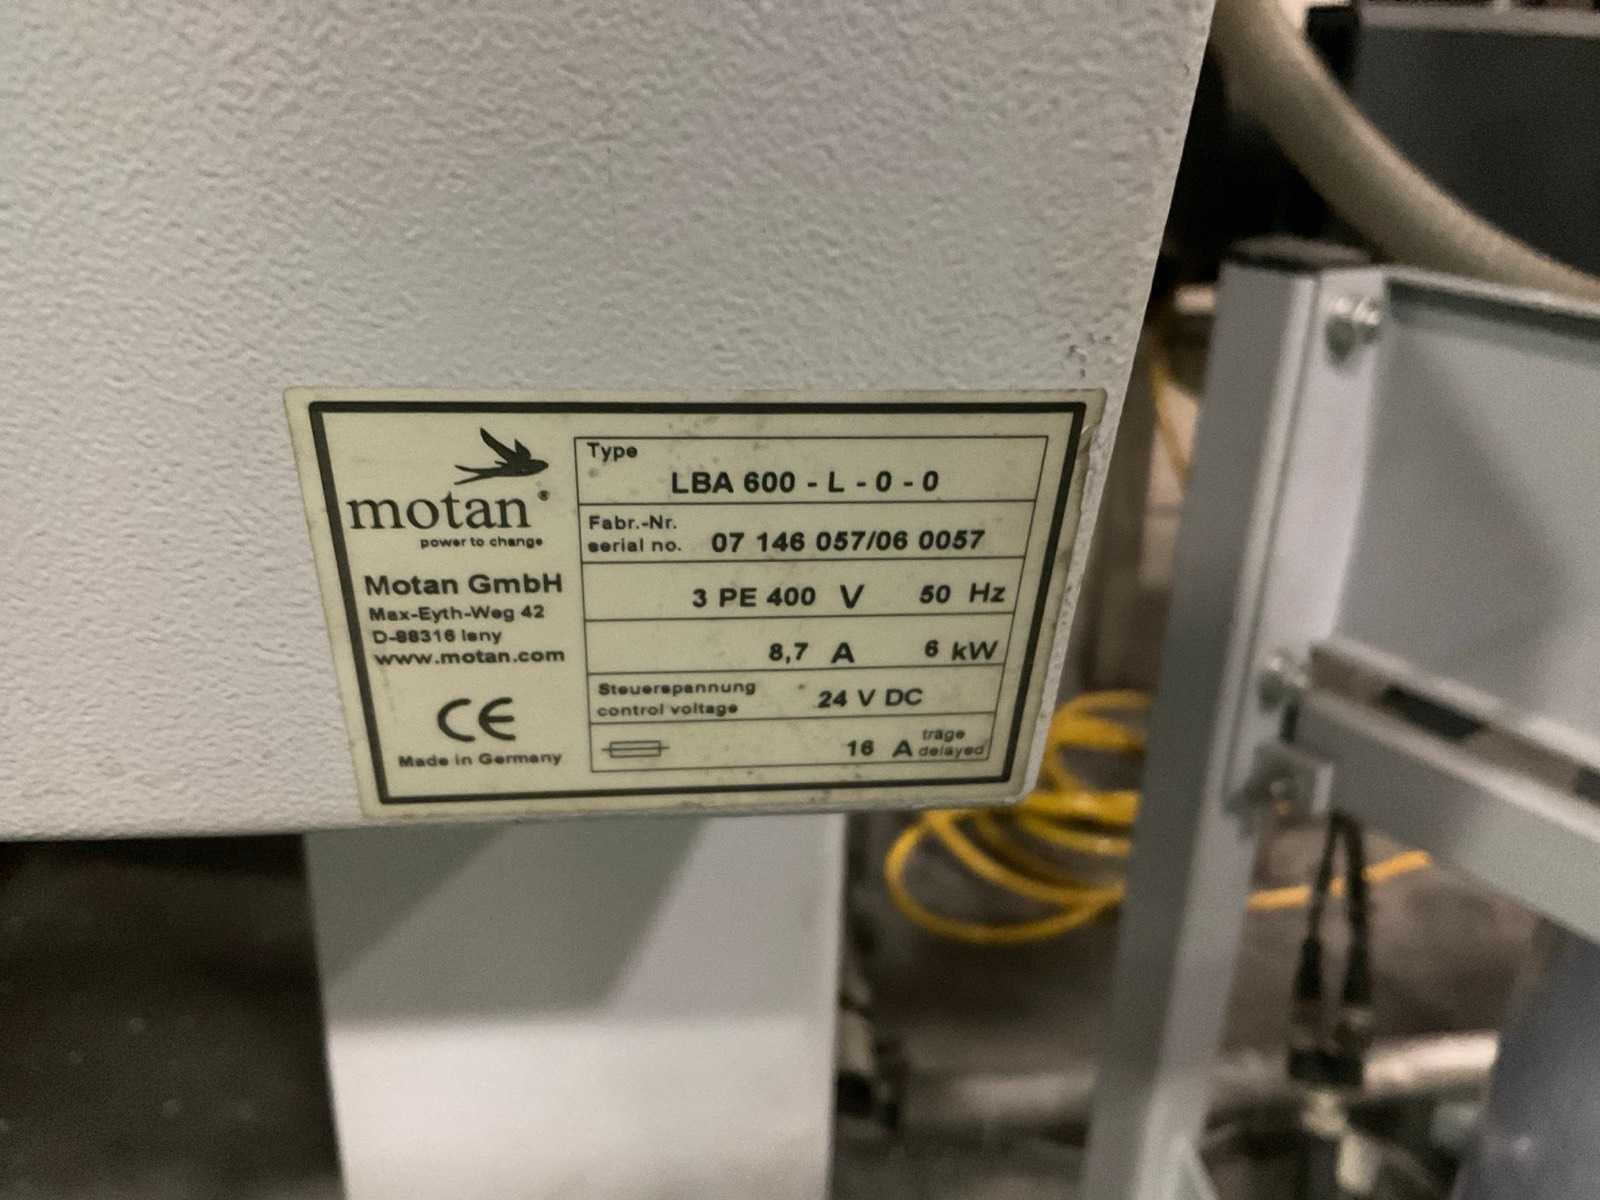 motan®
power to change
Motan GmbH
Max-Eyth-Weg 42
D-88316 Isny
www.motan.com
CE
Made in Germany
Type
LBA 600 - L - 0 - 0
Fabr.-Nr.
serial no. 07 146 057/06 0057
3 PE 400 V 50 Hz
8,7 A 6 kW
Steuerspannung
control voltage 24 V DC
16 A träge
delayed